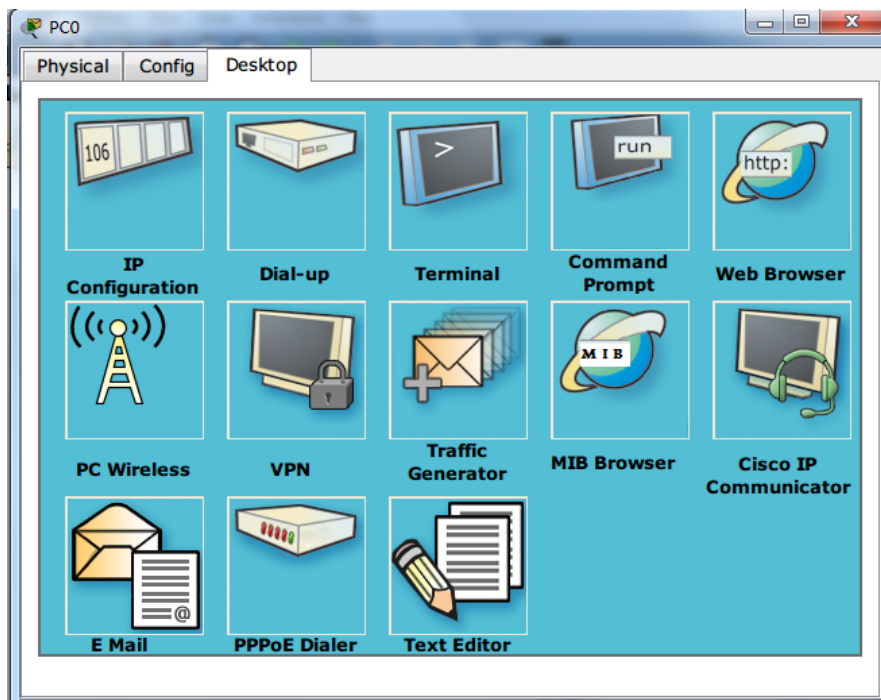 PC0
Physical Config Desktop
106
>
run
http:
IP
Configuration
Dial-up
Terminal
Command
Prompt
Web Browser
MIB
PC Wireless
VPN
Traffic
Generator
MIB Browser
Cisco IP
Communicator
@
E Mail
PPPoE Dialer
Text Editor